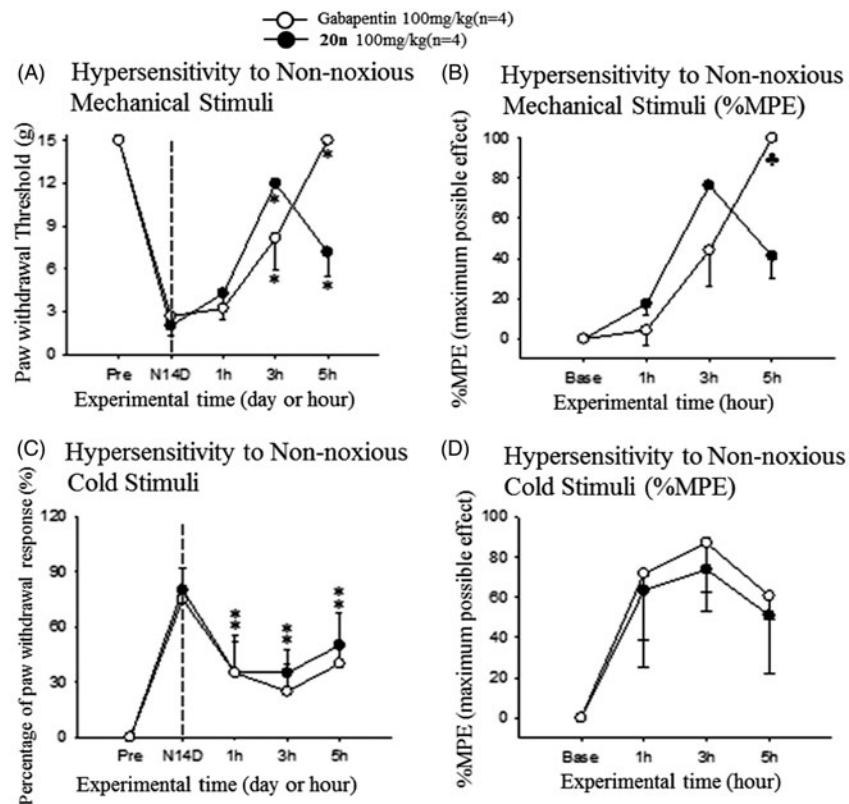 Gabapentin 100mg/kg(n=4)
20n 100mg/kg(n=4)
(A) Hypersensitivity to Non-noxious
Mechanical Stimuli
Paw withdrawal Threshold (g)
15
12
9
6
3
0
* * * *
Pre N14D 1h 3h 5h
Experimental time (day or hour)
(B) Hypersensitivity to Non-noxious
Mechanical Stimuli (%MPE)
%MPE (maximum possible effect)
100
80
60
40
20
0
♣
Base 1h 3h 5h
Experimental time (hour)
(C) Hypersensitivity to Non-noxious
Cold Stimuli
Percentage of paw withdrawal response (%)
120
90
60
30
0
* * * * * *
Pre N14D 1h 3h 5h
Experimental time (day or hour)
(D) Hypersensitivity to Non-noxious
Cold Stimuli (%MPE)
%MPE (maximum possible effect)
100
80
60
40
20
0
Base 1h 3h 5h
Experimental time (hour)